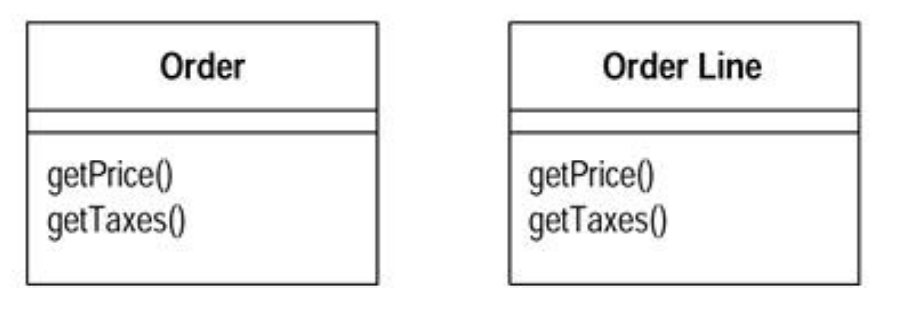 Order
getPrice()
getTaxes()
Order Line
getPrice()
getTaxes()